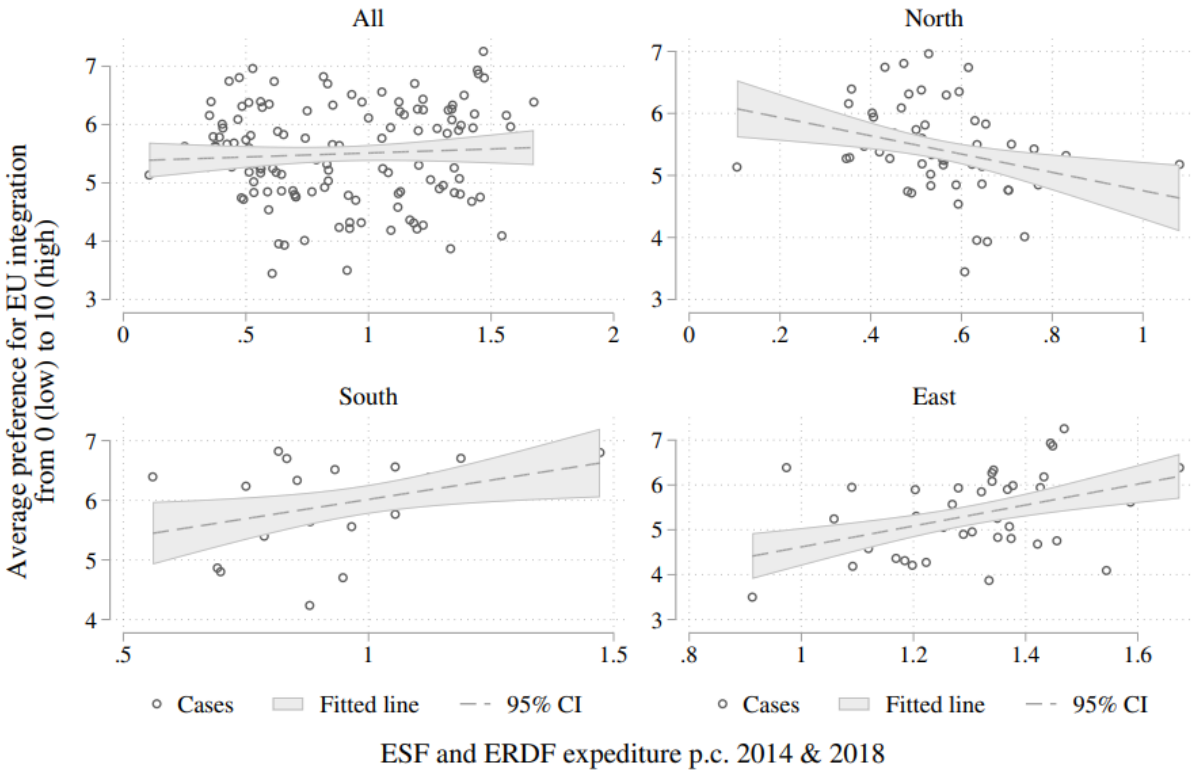 Average preference for EU integration
from 0 (low) to 10 (high)
All
7
6
5
4
3
0 .5 1 1.5 2
North
7
6
5
4
3
0 .2 .4 .6 .8 1
South
7
6
5
4
.5 1 1.5
East
7
6
5
4
3
.8 1 1.2 1.4 1.6
Cases Fitted line 95% CI
Cases Fitted line 95% CI
ESF and ERDF expediture p.c. 2014 & 2018